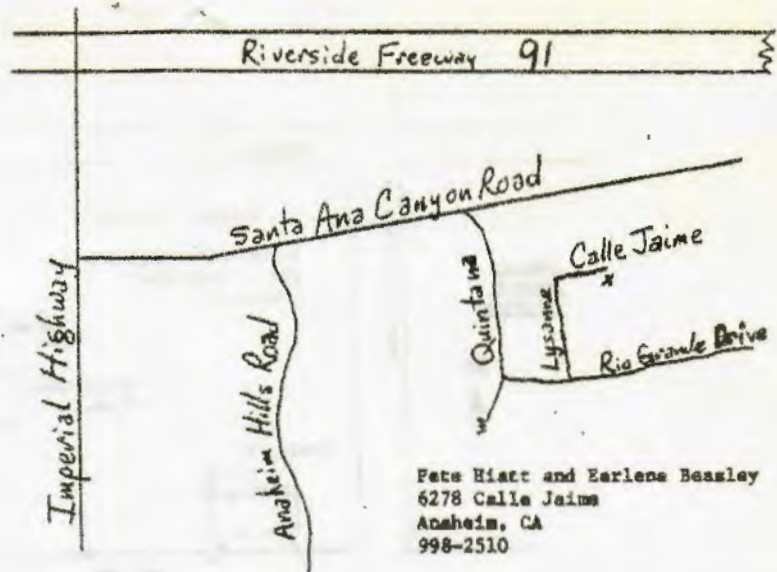 Riverside Freeway 91
Santa Ana Canyon Road
Calle Jaime
x
Imperial Highway
Anaheim Hills Road
Quintana
Lysanne
Rio Grande Drive
Pete Hiatt and Earlene Beasley
6278 Calle Jaime
Anaheim, CA
998-2510